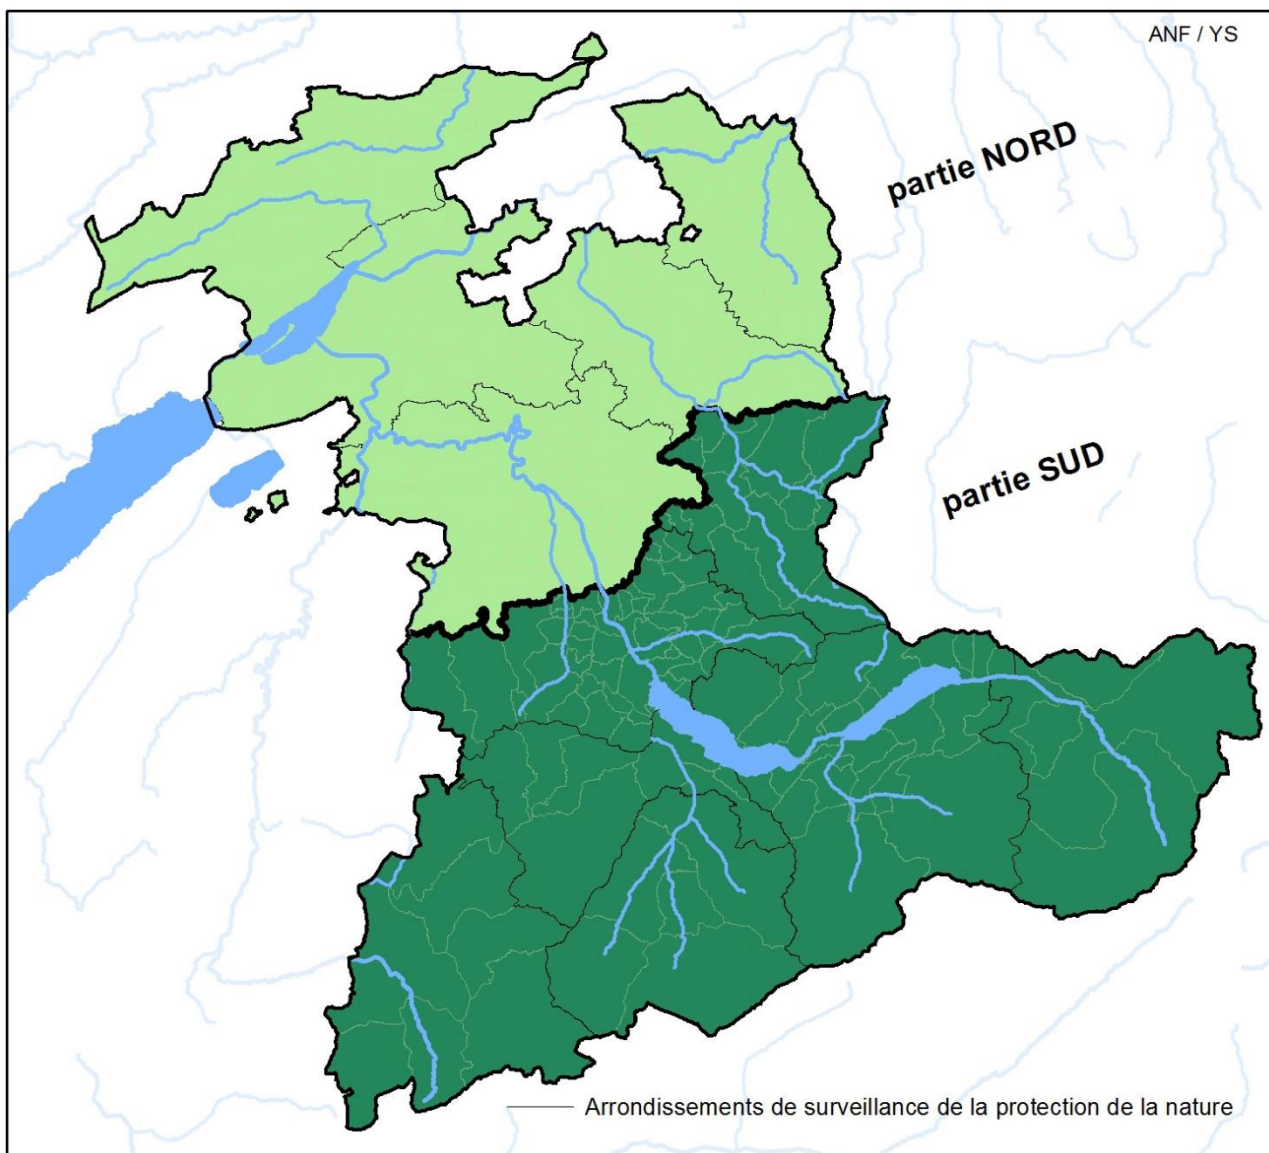 ANF / YS
partie NORD
partie SUD
Arrondissements de surveillance de la protection de la nature